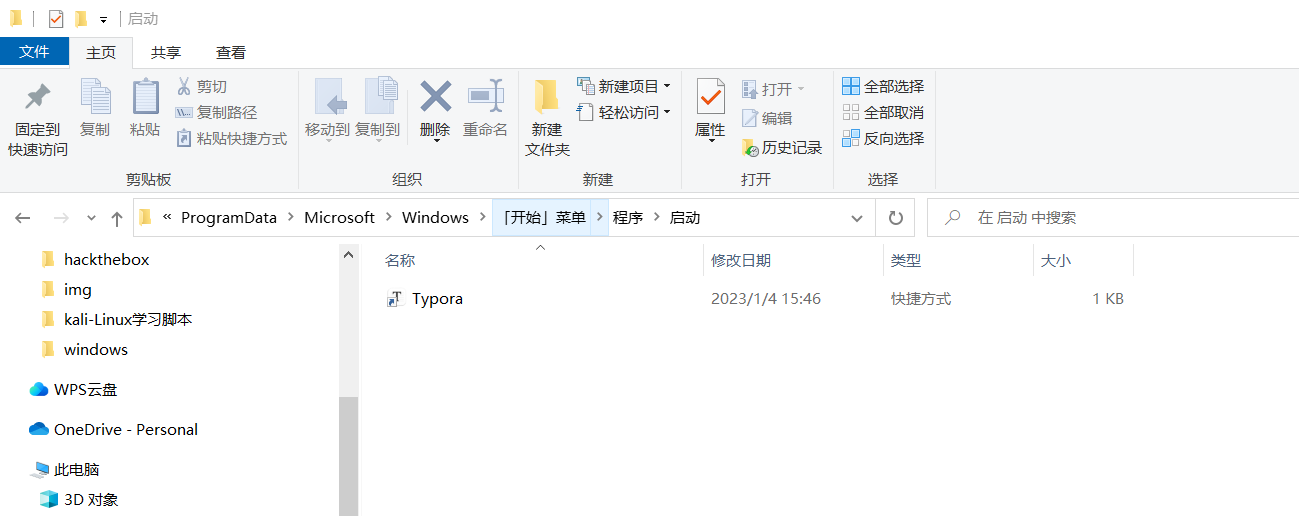 启动
文件 主页 共享 查看
固定到
快速访问
复制
粘贴
剪切
复制路径
粘贴快捷方式
剪贴板
移动到
复制到
删除
重命名
组织
新建
文件夹
新建项目
轻松访问
新建
属性
打开
编辑
历史记录
打开
全部选择
全部取消
反向选择
选择
« ProgramData > Microsoft > Windows > 「开始」菜单 > 程序 > 启动
在 启动 中搜索
hackthebox
img
kali-Linux学习脚本
windows
WPS云盘
OneDrive - Personal
此电脑
3D 对象
名称 修改日期 类型 大小
Typora 2023/1/4 15:46 快捷方式 1 KB